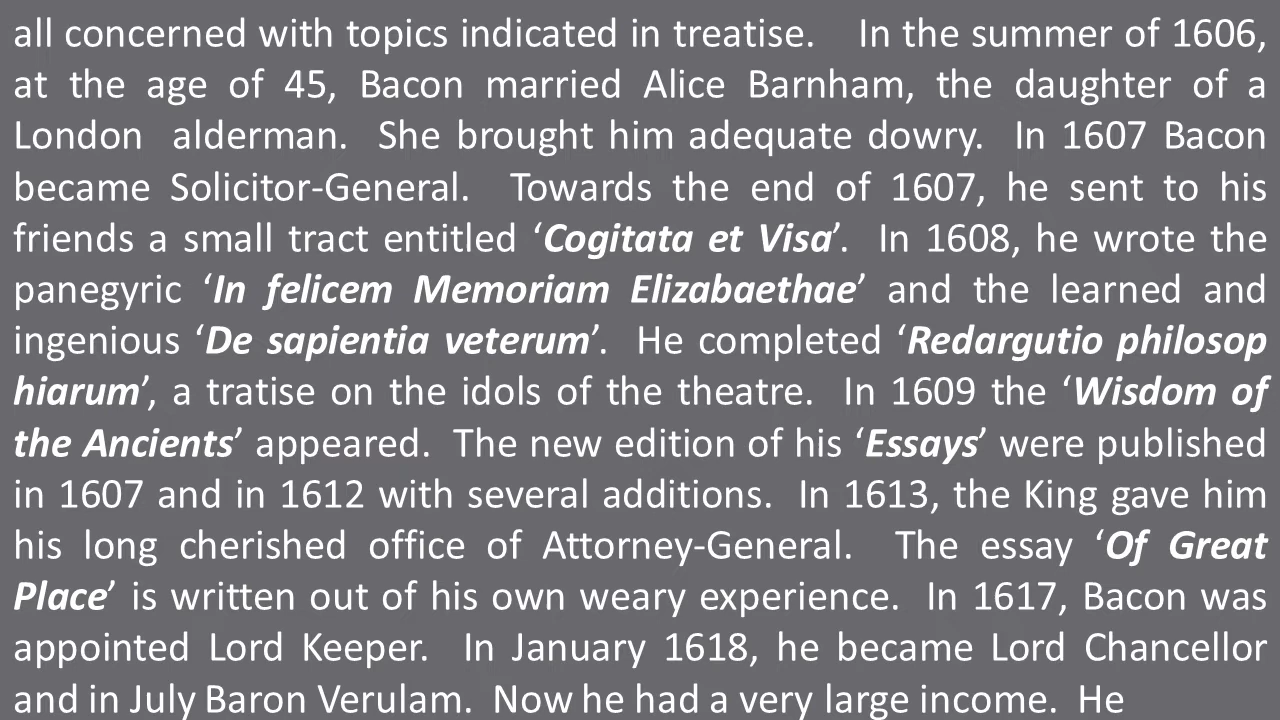 all concerned with topics indicated in treatise. In the summer of 1606,
at the age of 45, Bacon married Alice Barnham, the daughter of a
London alderman. She brought him adequate dowry. In 1607 Bacon
became Solicitor-General. Towards the end of 1607, he sent to his
friends a small tract entitled ‘Cogitata et Visa’. In 1608, he wrote the
panegyric ‘In felicem Memoriam Elizabaethae’ and the learned and
ingenious ‘De sapientia veterum’. He completed ‘Redargutio philosop
hiarum’, a tratise on the idols of the theatre. In 1609 the ‘Wisdom of
the Ancients’ appeared. The new edition of his ‘Essays’ were published
in 1607 and in 1612 with several additions. In 1613, the King gave him
his long cherished office of Attorney-General. The essay ‘Of Great
Place’ is written out of his own weary experience. In 1617, Bacon was
appointed Lord Keeper. In January 1618, he became Lord Chancellor
and in July Baron Verulam. Now he had a very large income. He